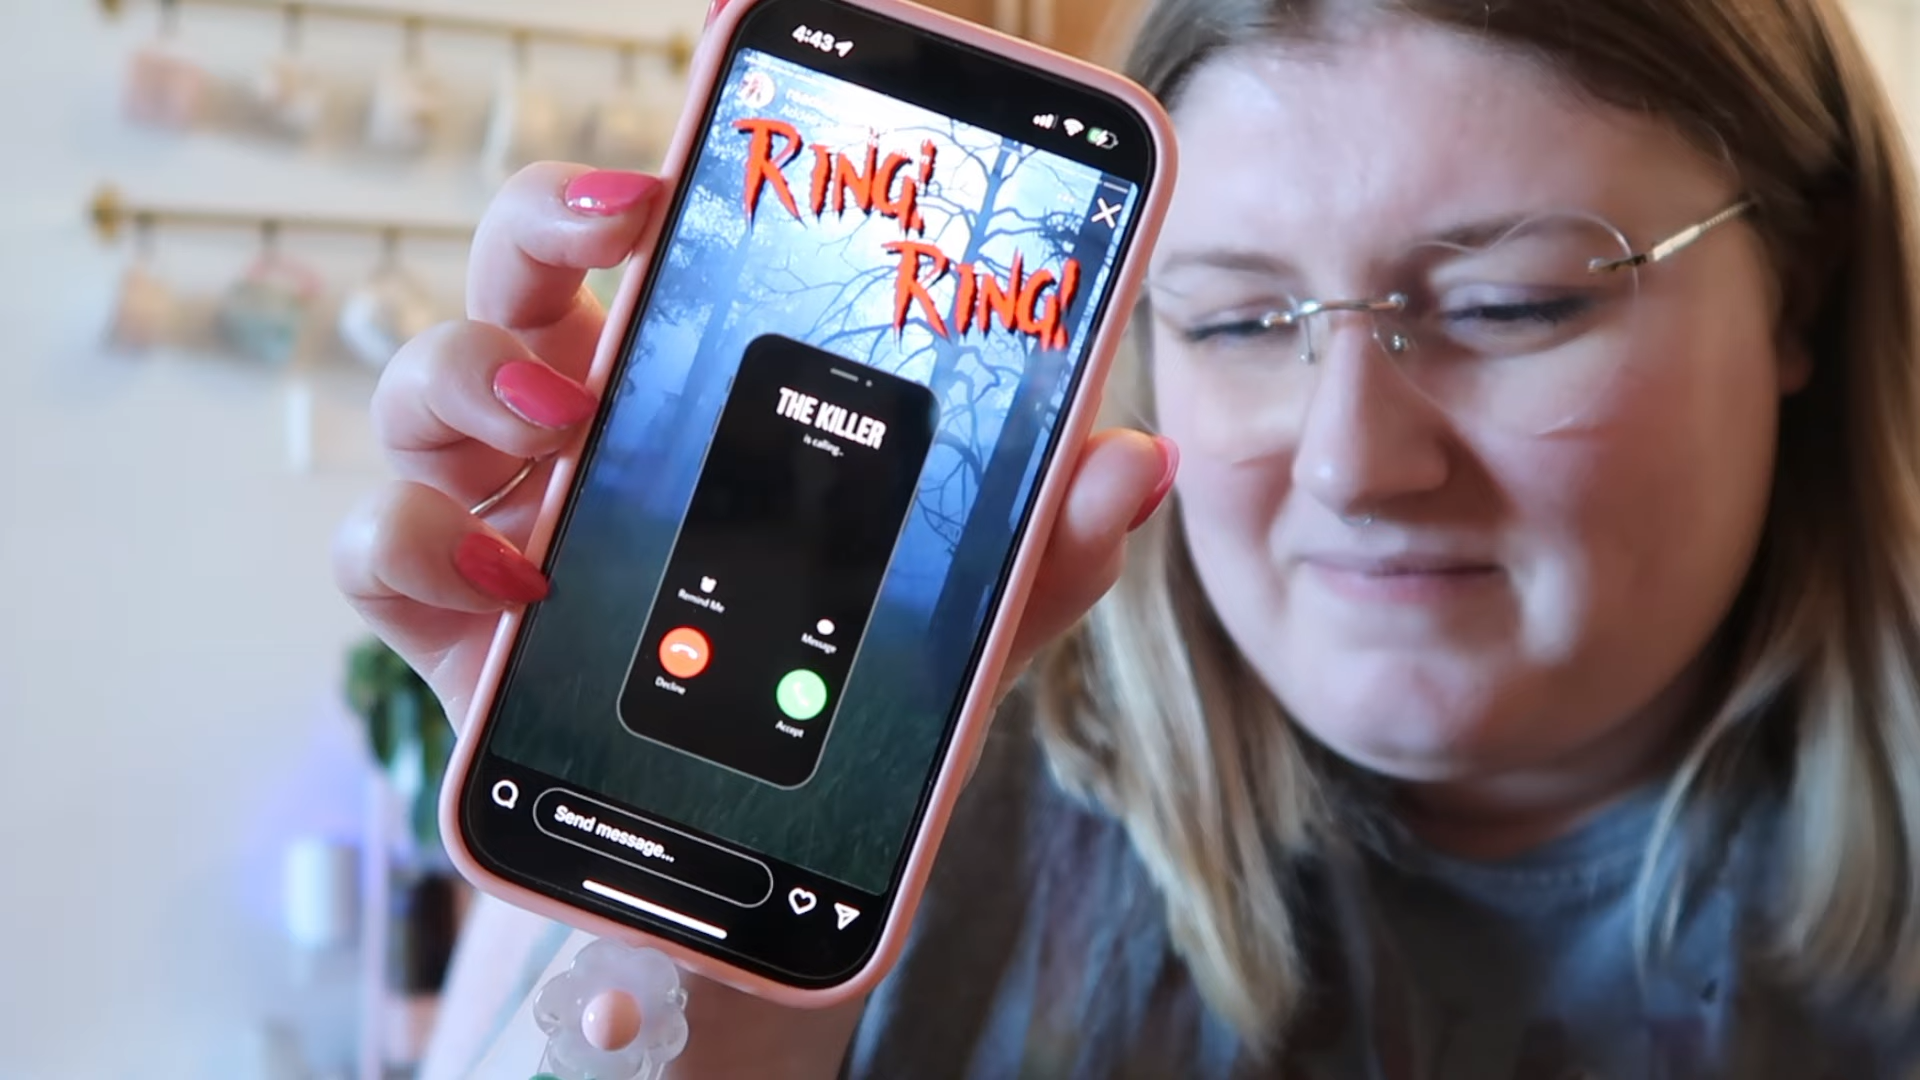 4:43
RING!
RING!
THE KILLER
is calling...
Remind Me
Message
Decline
Accept
Send message...